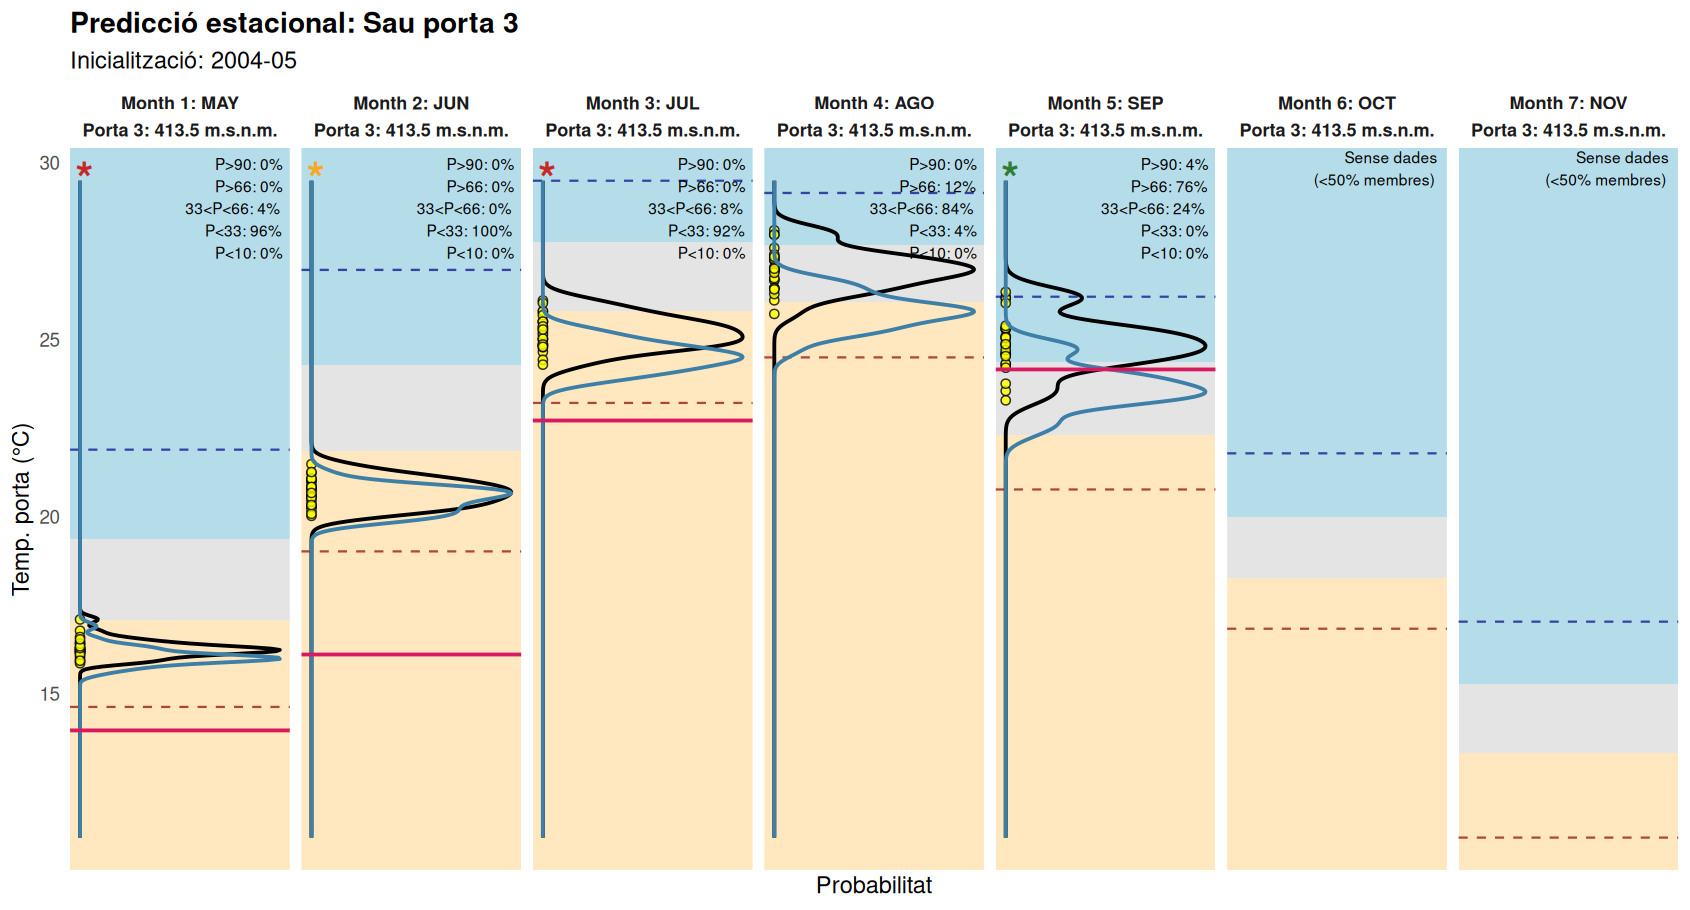 Predicció estacional: Sau porta 3
Inicialització: 2004-05
Month 1: MAY
Porta 3: 413.5 m.s.n.m.
Month 2: JUN
Porta 3: 413.5 m.s.n.m.
Month 3: JUL
Porta 3: 413.5 m.s.n.m.
Month 4: AGO
Porta 3: 413.5 m.s.n.m.
Month 5: SEP
Porta 3: 413.5 m.s.n.m.
Month 6: OCT
Porta 3: 413.5 m.s.n.m.
Month 7: NOV
Porta 3: 413.5 m.s.n.m.
Temp. porta (°C)
30
25
20
15
*
P>90: 0%
P>66: 0%
33<P<66: 4%
P<33: 96%
P<10: 0%
*
P>90: 0%
P>66: 0%
33<P<66: 0%
P<33: 100%
P<10: 0%
*
P>90: 0%
P>66: 0%
33<P<66: 8%
P<33: 92%
P<10: 0%
P>90: 0%
P>66: 12%
33<P<66: 84%
P<33: 4%
P<10: 0%
*
P>90: 4%
P>66: 76%
33<P<66: 24%
P<33: 0%
P<10: 0%
Sense dades
(<50% membres)
Sense dades
(<50% membres)
Probabilitat